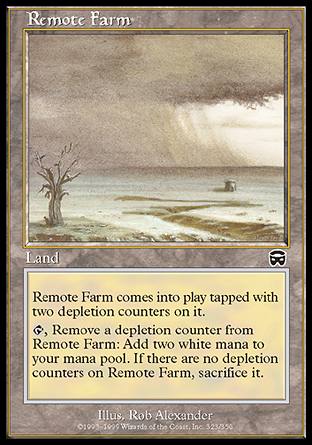 Remote Farm
Land
Remote Farm comes into play tapped with
two depletion counters on it.
, Remove a depletion counter from
Remote Farm: Add two white mana to
your mana pool. If there are no depletion
counters on Remote Farm, sacrifice it.
Illus. Rob Alexander
©1993-1999 Wizards of the Coast, Inc. 323/350